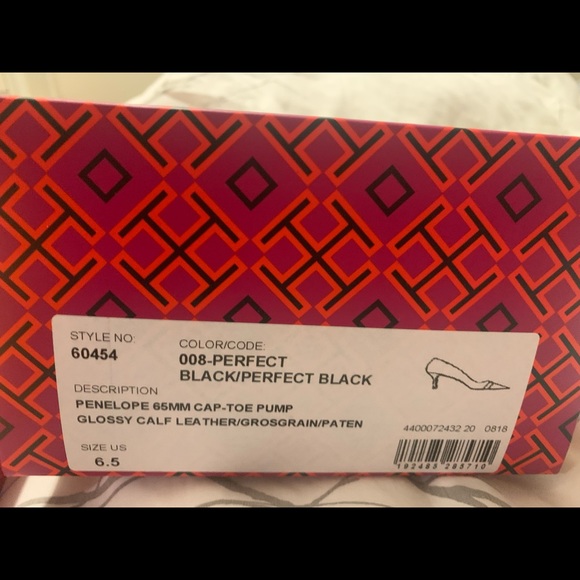 STYLE NO:
60454
COLOR/CODE:
008-PERFECT
BLACK/PERFECT BLACK
DESCRIPTION
PENELOPE 65MM CAP-TOE PUMP
GLOSSY CALF LEATHER/GROSGRAIN/PATEN
SIZE US
6.5
4400072432 20 0818
192485 285710